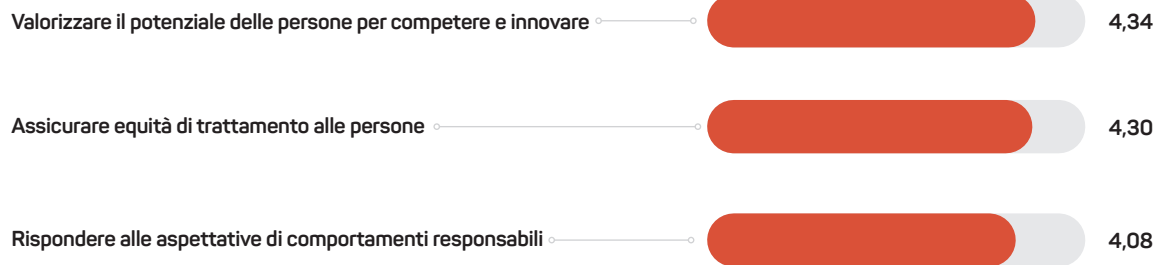 Valorizzare il potenziale delle persone per competere e innovare 4,34
Assicurare equità di trattamento alle persone 4,30
Rispondere alle aspettative di comportamenti responsabili 4,08